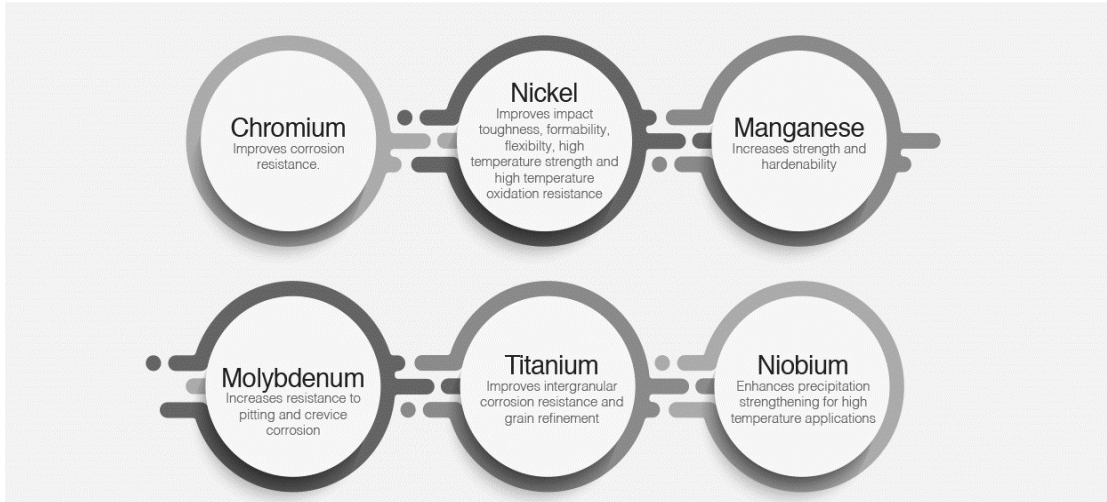 Chromium
Improves corrosion
resistance.
Nickel
Improves impact
toughness, formability,
flexibilty, high
temperature strength and
high temperature
oxidation resistance
Manganese
Increases strength and
hardenability
Molybdenum
Increases resistance to
pitting and crevice
corrosion
Titanium
Improves intergranular
corrosion resistance and
grain refinement
Niobium
Enhances precipitation
strengthening for high
temperature applications